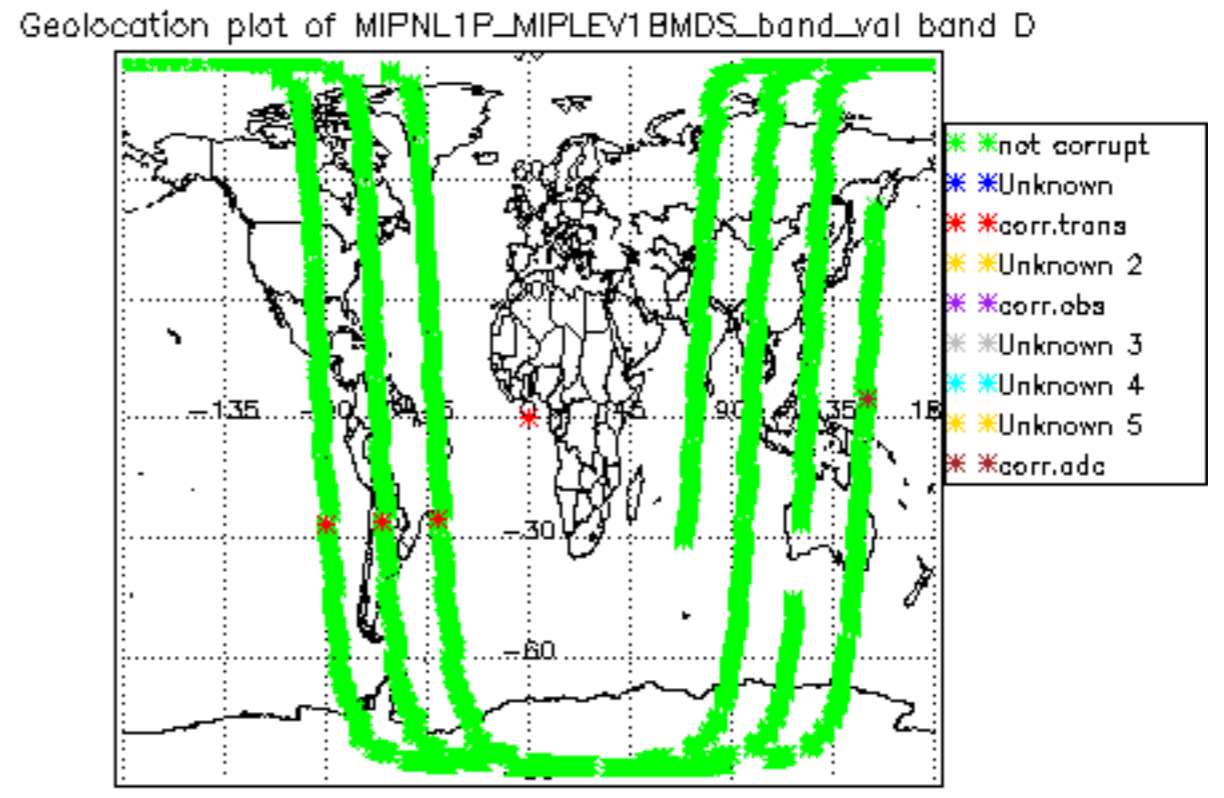 Geolocation plot of MIPNL1P_MIPLEV1BMDS_band_val band D
not corrupt
Unknown
corr.trans
Unknown 2
corr.obs
Unknown 3
Unknown 4
Unknown 5
corr.adc
-135
90
-30
-60